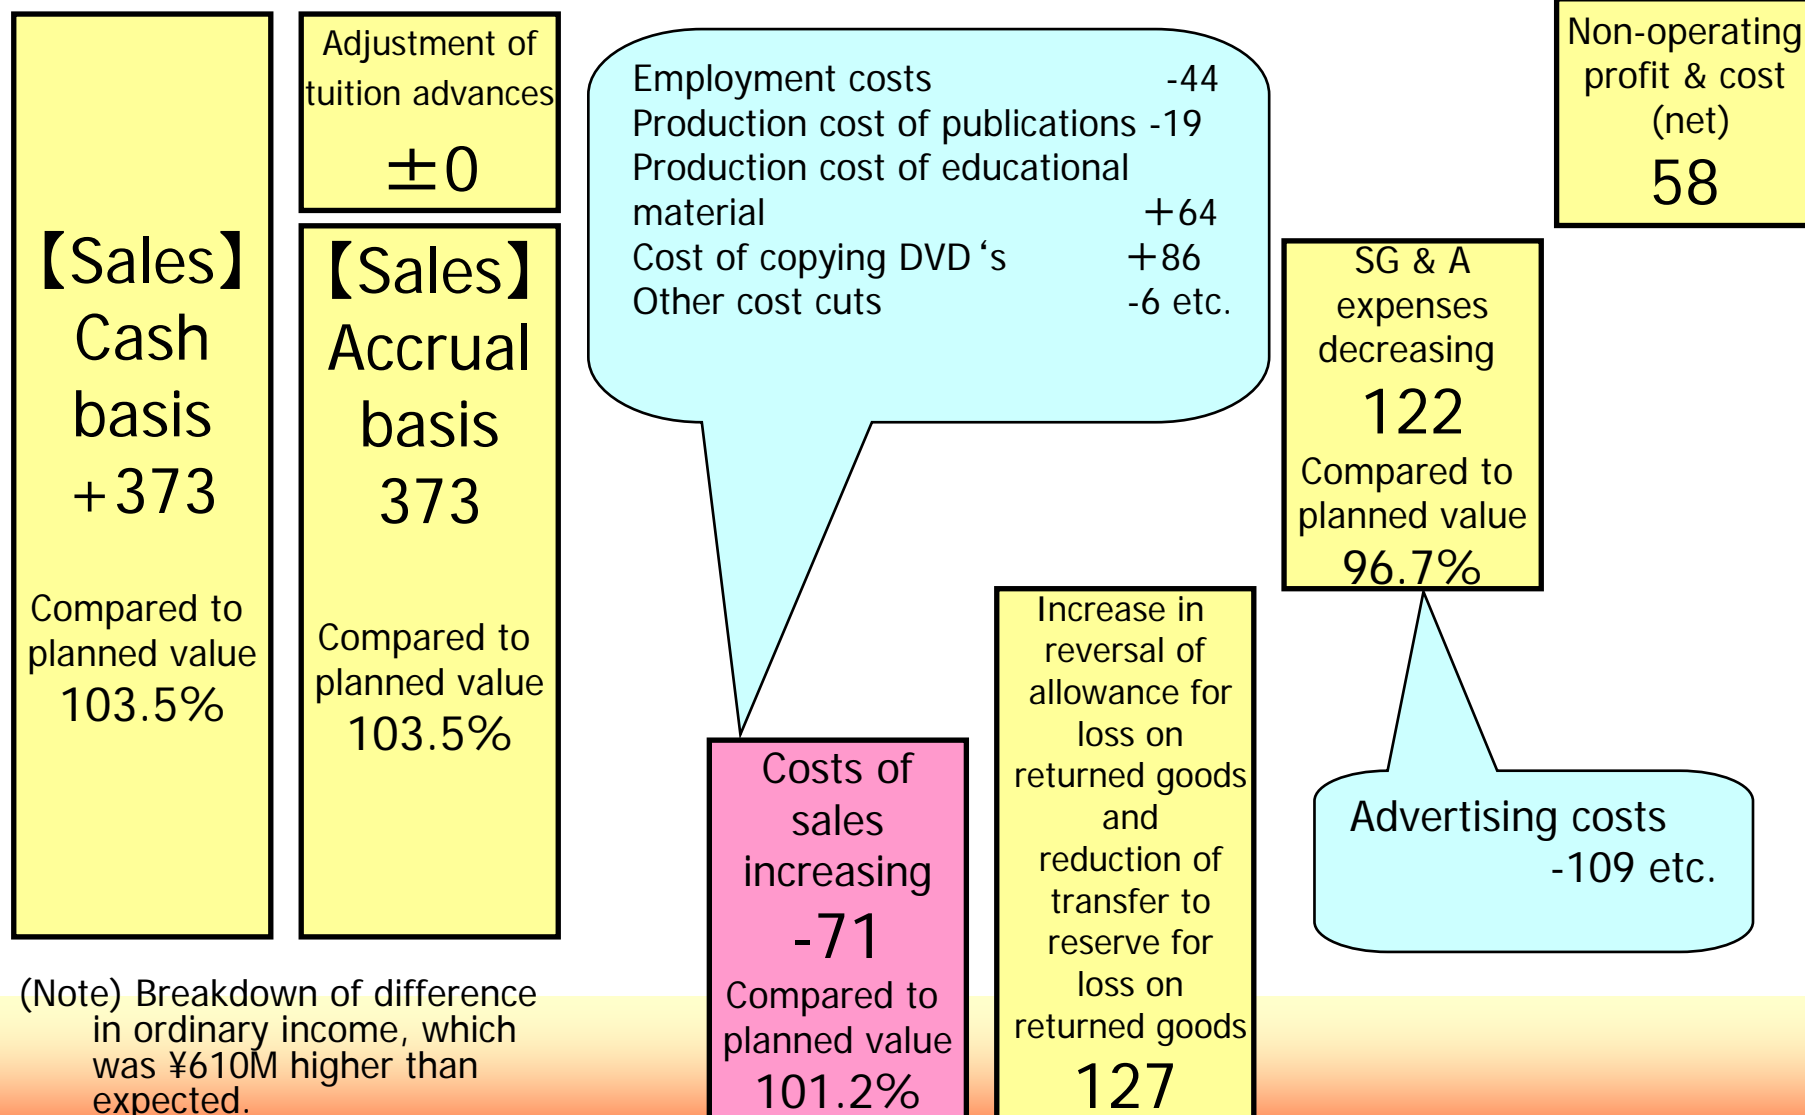 【Sales】
Cash
basis
+373
Compared to
planned value
103.5%
Adjustment of
tuition advances
±0
【Sales】
Accrual
basis
373
Compared to
planned value
103.5%
Employment costs -44
Production cost of publications -19
Production cost of educational
material +64
Cost of copying DVD's +86
Other cost cuts -6 etc.
Costs of
sales
increasing
-71
Compared to
planned value
101.2%
Increase in
reversal of
allowance for
loss on
returned goods
and
reduction of
transfer to
reserve for
loss on
returned goods
127
SG & A
expenses
decreasing
122
Compared to
planned value
96.7%
Advertising costs
-109 etc.
Non-operating
profit & cost
(net)
58
(Note) Breakdown of difference
in ordinary income, which
was ¥610M higher than
expected.